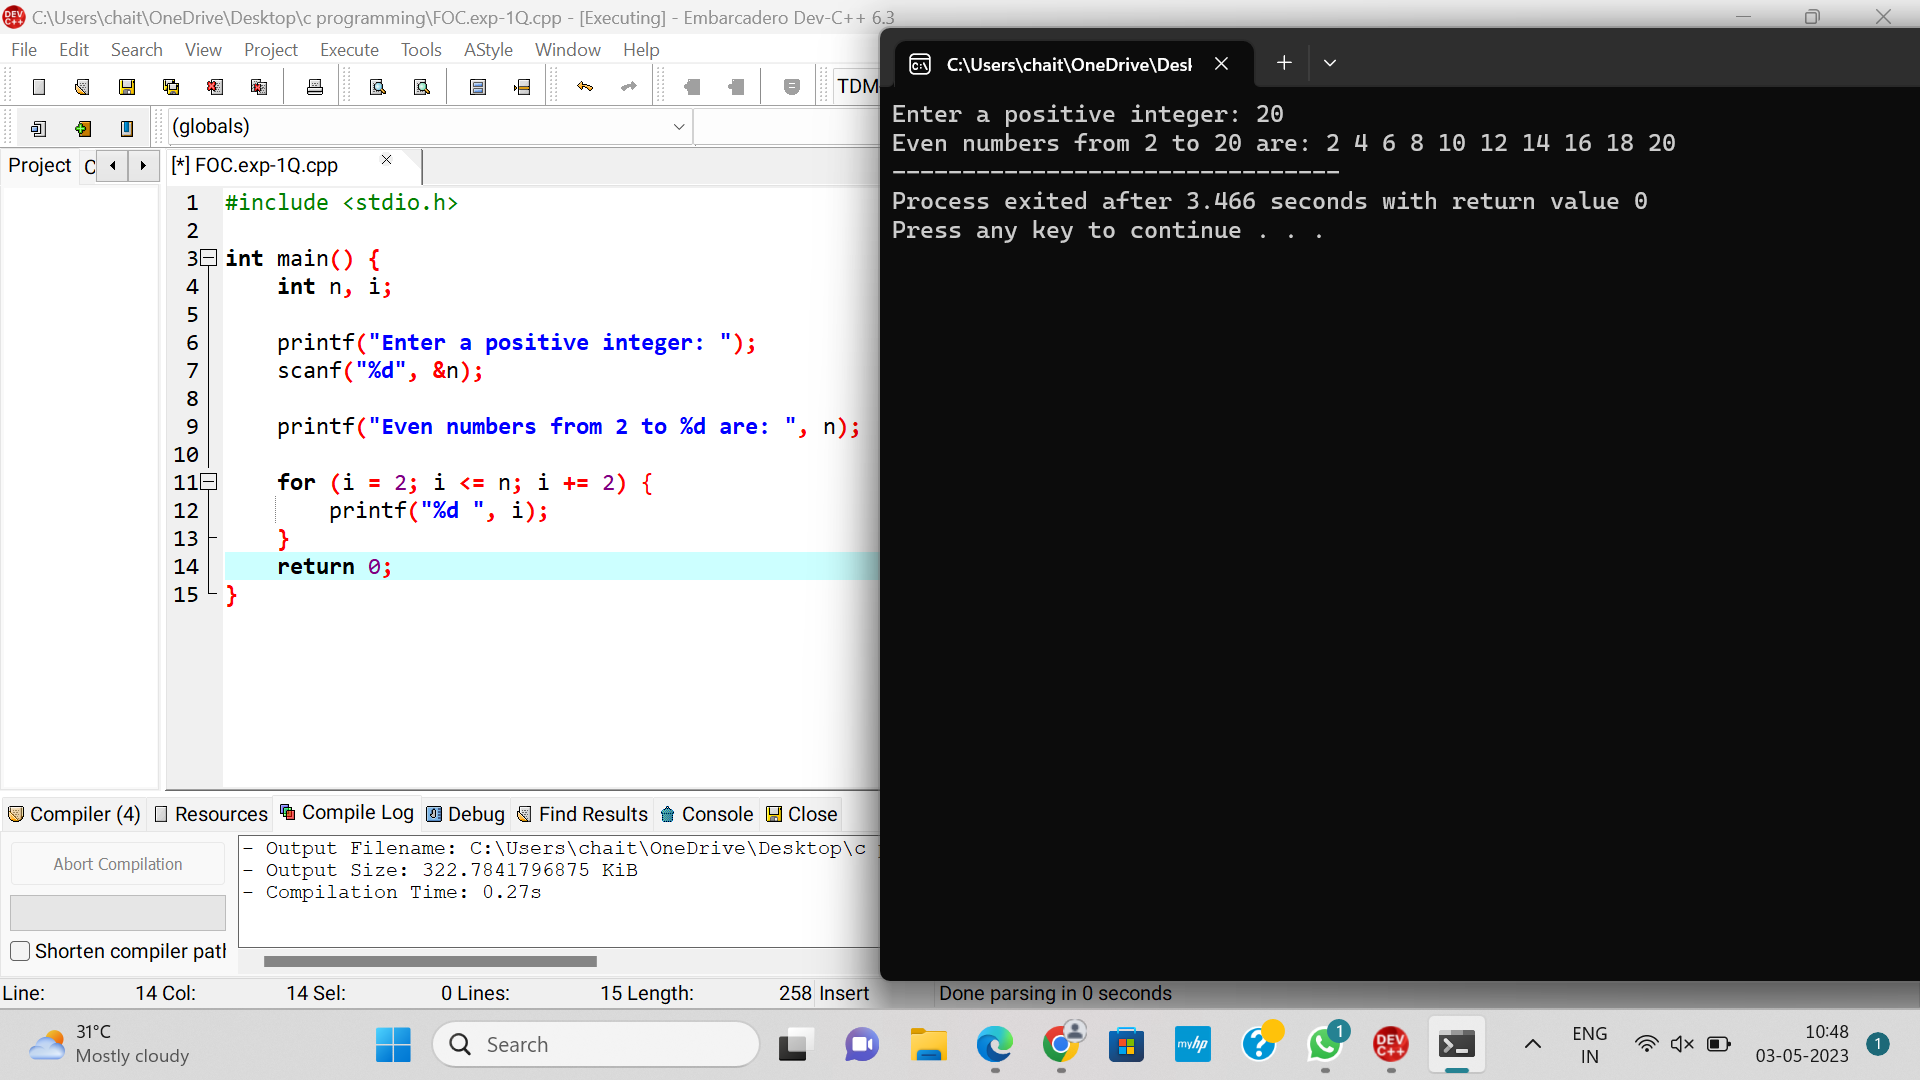 C:\Users\chait\OneDrive\Desktop\c programming\FOC.exp-1Q.cpp - [Executing] - Embarcadero Dev-C++ 6.3
File Edit Search View Project Execute Tools AStyle Window Help
TDM-
(globals)
Project
[*] FOC.exp-1Q.cpp
1 #include <stdio.h>
2
3 int main() {
4 int n, i;
5
6 printf("Enter a positive integer: ");
7 scanf("%d", &n);
8
9 printf("Even numbers from 2 to %d are: ", n);
10
11 for (i = 2; i <= n; i += 2) {
12 printf("%d ", i);
13 }
14 return 0;
15 }
C:\Users\chait\OneDrive\Desl
Enter a positive integer: 20
Even numbers from 2 to 20 are: 2 4 6 8 10 12 14 16 18 20
--------------------------------
Process exited after 3.466 seconds with return value 0
Press any key to continue . . .
Compiler (4) Resources Compile Log Debug Find Results Console Close
Abort Compilation
Shorten compiler path
- Output Filename: C:\Users\chait\OneDrive\Desktop\c
- Output Size: 322.7841796875 KiB
- Compilation Time: 0.27s
Line: 14 Col: 14 Sel: 0 Lines: 15 Length: 258 Insert Done parsing in 0 seconds
31°C
Mostly cloudy
Search
myhp
1
DEV C++
ENG
IN
10:48
03-05-2023
1